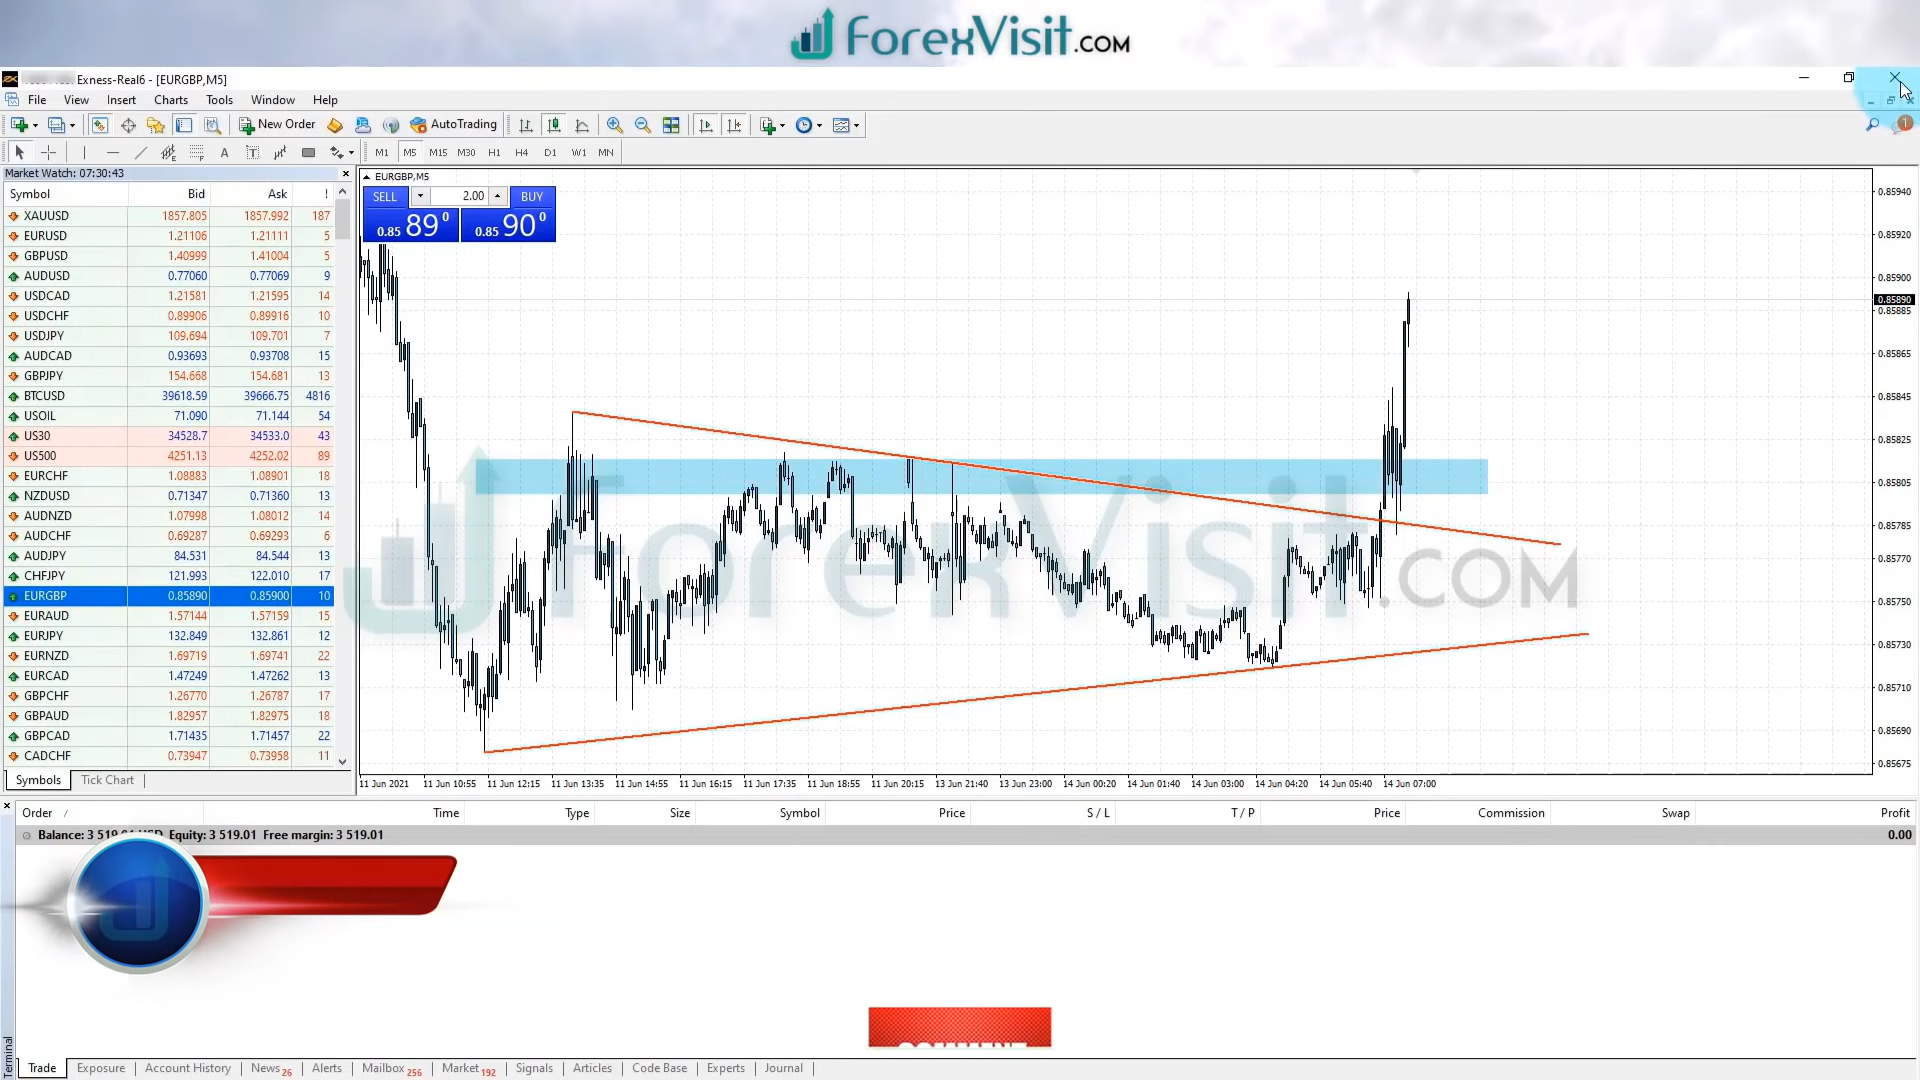 ForexVisit.COM
Exness-Real6 - [EURGBP,M5]
File View Insert Charts Tools Window Help
New Order AutoTrading 1
A T M1 M5 M15 M30 H1 H4 D1 W1 MN
Market Watch: 07:30:43
Symbol Bid Ask !
XAUUSD 1857.805 1857.992 187
EURUSD 1.21106 1.21111 5
GBPUSD 1.40999 1.41004 5
AUDUSD 0.77060 0.77069 9
USDCAD 1.21581 1.21595 14
USDCHF 0.89906 0.89916 10
USDJPY 109.694 109.701 7
AUDCAD 0.93693 0.93708 15
GBPJPY 154.668 154.681 13
BTCUSD 39618.59 39666.75 4816
USOIL 71.090 71.144 54
US30 34528.7 34533.0 43
US500 4251.13 4252.02 89
EURCHF 1.08883 1.08901 18
NZDUSD 0.71347 0.71360 13
AUDNZD 1.07998 1.08012 14
AUDCHF 0.69287 0.69293 6
AUDJPY 84.531 84.544 13
CHFJPY 121.993 122.010 17
EURGBP 0.85890 0.85900 10
EURAUD 1.57144 1.57159 15
EURJPY 132.849 132.861 12
EURNZD 1.69719 1.69741 22
EURCAD 1.47249 1.47262 13
GBPCHF 1.26770 1.26787 17
GBPAUD 1.82957 1.82975 18
GBPCAD 1.71435 1.71457 22
CADCHF 0.73947 0.73958 11
Symbols Tick Chart
EURGBP,M5
SELL 2.00 BUY
0.85 89 0 0.85 90 0
0.85940
0.85920
0.85900
0.85890
0.85885
0.85865
0.85845
0.85825
0.85805
0.85785
0.85770
0.85750
0.85730
0.85710
0.85690
0.85675
ForexVisit.COM
11 Jun 2021 11 Jun 10:55 11 Jun 12:15 11 Jun 13:35 11 Jun 14:55 11 Jun 16:15 11 Jun 17:35 11 Jun 18:55 11 Jun 20:15 13 Jun 21:40 13 Jun 23:00 14 Jun 00:20 14 Jun 01:40 14 Jun 03:00 14 Jun 04:20 14 Jun 05:40 14 Jun 07:00
Order / Time Type Size Symbol Price S / L T / P Price Commission Swap Profit
Balance: 3 519.01 USD Equity: 3 519.01 Free margin: 3 519.01 0.00
COMMENT
Terminal
Trade Exposure Account History News 26 Alerts Mailbox 256 Market 192 Signals Articles Code Base Experts Journal